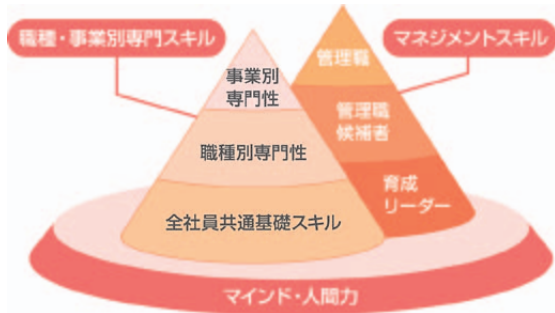 職種・事業別専門スキル
マネジメントスキル
管理職
事業別
専門性
管理職
候補者
職種別専門性
育成
リーダー
全社員共通基礎スキル
マインド・人間力